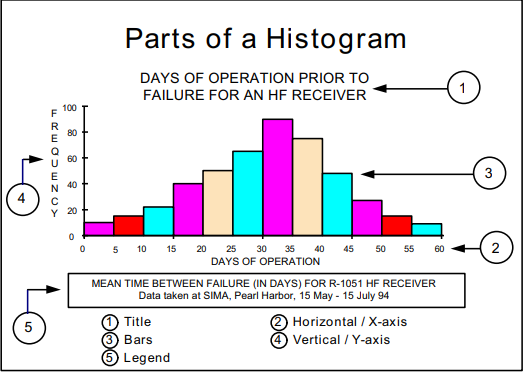 Parts of a Histogram
DAYS OF OPERATION PRIOR TO
FAILURE FOR AN HF RECEIVER
1
FREQUENCY
100
80
60
40
20
0
3
4
0 5 10 15 20 25 30 35 40 45 50 55 60
2
DAYS OF OPERATION
MEAN TIME BETWEEN FAILURE (IN DAYS) FOR R-1051 HF RECEIVER
Data taken at SIMA, Pearl Harbor, 15 May - 15 July 94
5
1 Title
2 Horizontal / X-axis
3 Bars
4 Vertical / Y-axis
5 Legend